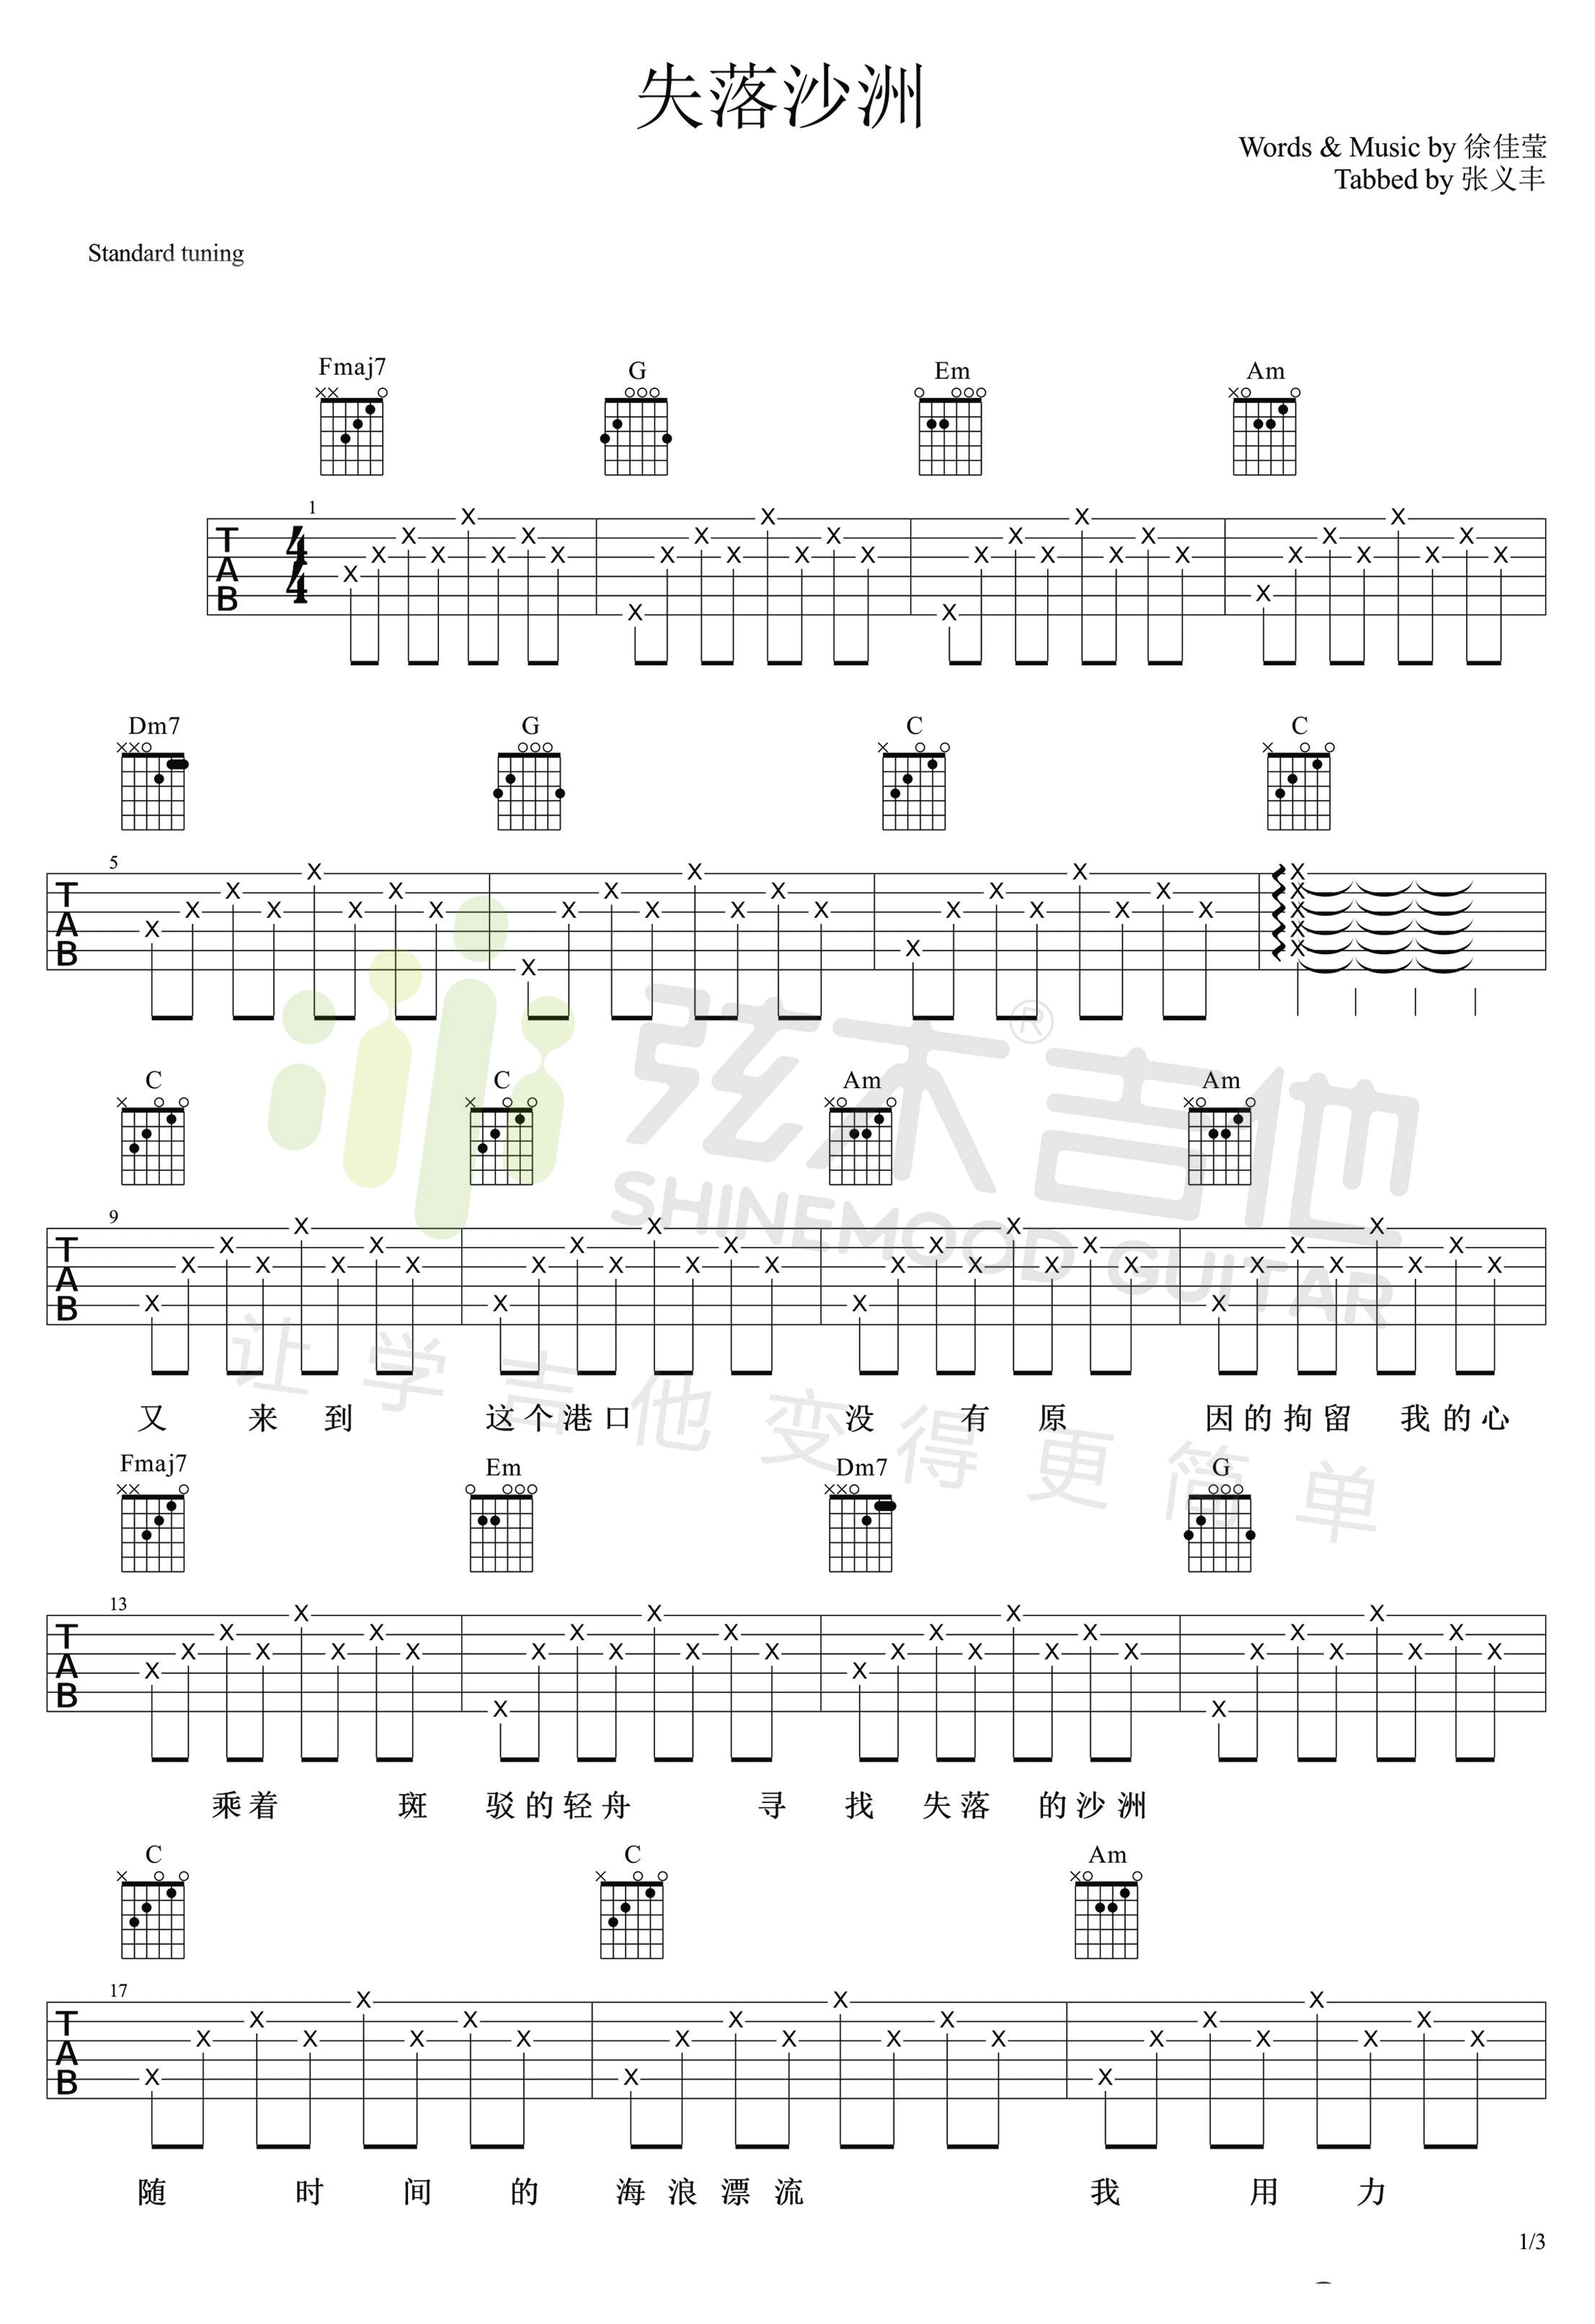 失落沙洲
Words & Music by 徐佳莹
Tabbed by 张义丰
Standard tuning
Fmaj7 G Em Am
1
T A B 4 4
Dm7 G C C
5
T A B
弦木吉他®
SHINEMOOD GUITAR
让学吉他变得更简单
C C Am Am
9
T A B
又 来 到 这个港口 没 有 原 因的拘留 我的心
Fmaj7 Em Dm7 G
13
T A B
乘着 斑 驳的轻舟 寻 找 失落 的沙洲
C C Am
17
T A B
随 时 间 的 海浪漂流 我 用 力
1/3